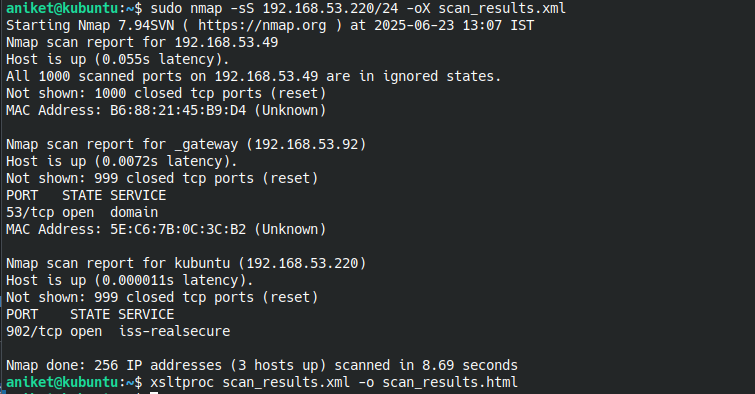 aniket@kubuntu:~$ sudo nmap -sS 192.168.53.220/24 -oX scan_results.xml
Starting Nmap 7.94SVN ( https://nmap.org ) at 2025-06-23 13:07 IST
Nmap scan report for 192.168.53.49
Host is up (0.055s latency).
All 1000 scanned ports on 192.168.53.49 are in ignored states.
Not shown: 1000 closed tcp ports (reset)
MAC Address: B6:88:21:45:B9:D4 (Unknown)

Nmap scan report for _gateway (192.168.53.92)
Host is up (0.0072s latency).
Not shown: 999 closed tcp ports (reset)
PORT   STATE SERVICE
53/tcp open  domain
MAC Address: 5E:C6:7B:0C:3C:B2 (Unknown)

Nmap scan report for kubuntu (192.168.53.220)
Host is up (0.000011s latency).
Not shown: 999 closed tcp ports (reset)
PORT    STATE SERVICE
902/tcp open  iss-realsecure

Nmap done: 256 IP addresses (3 hosts up) scanned in 8.69 seconds
aniket@kubuntu:~$ xsltproc scan_results.xml -o scan_results.html